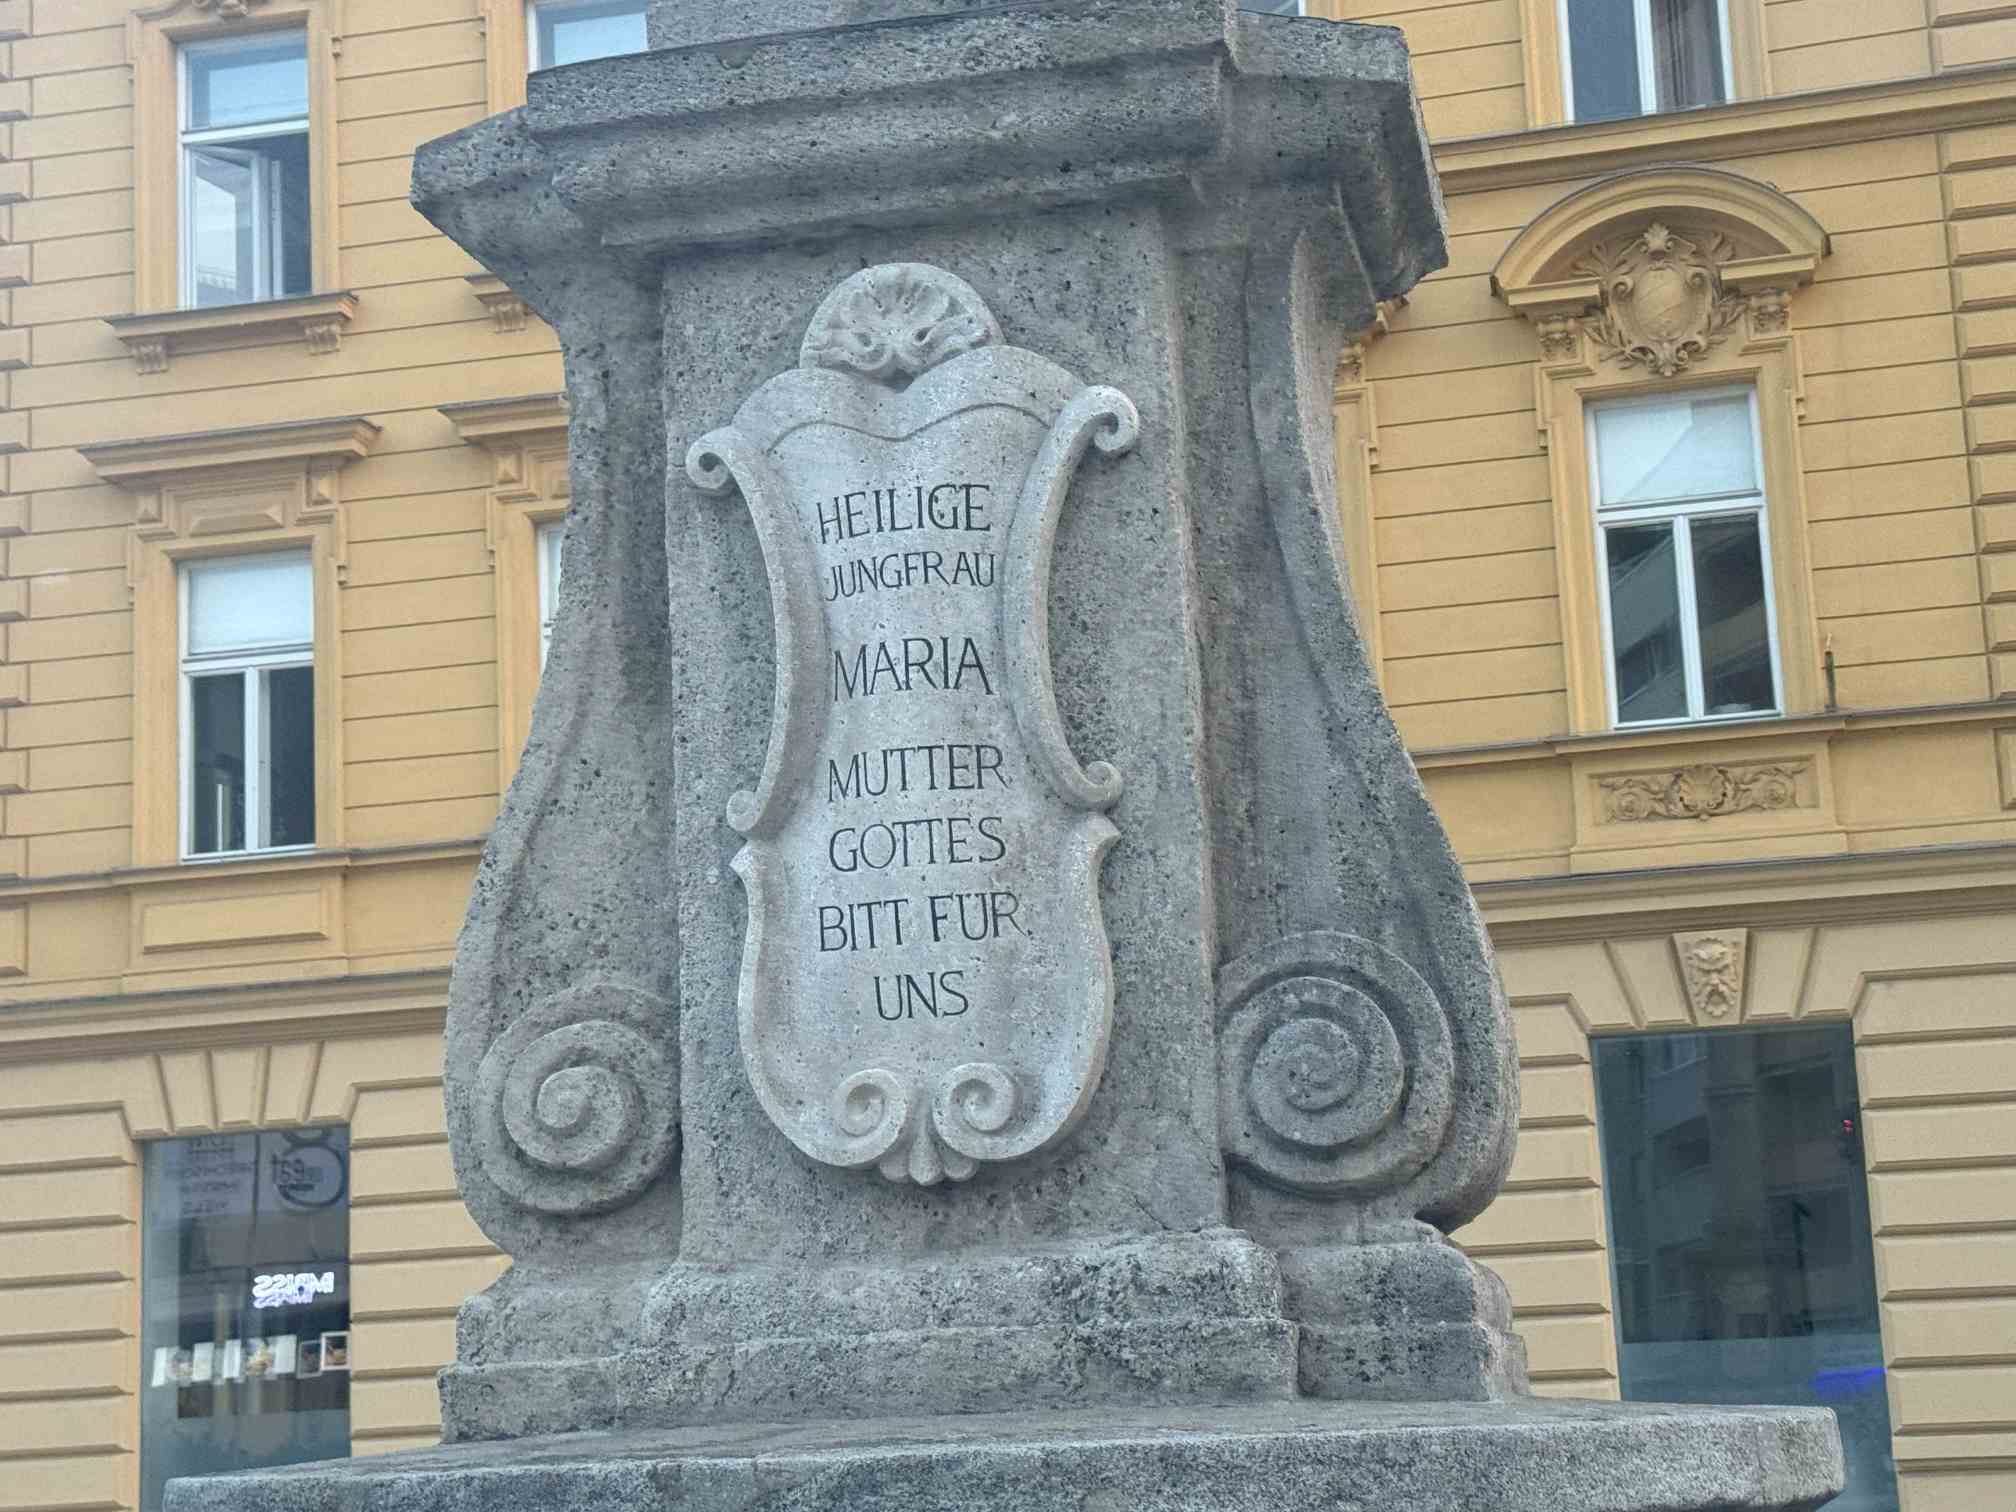 HEILIGE
JUNGFRAU
MARIA
MUTTER
GOTTES
BITT FÜR
UNS